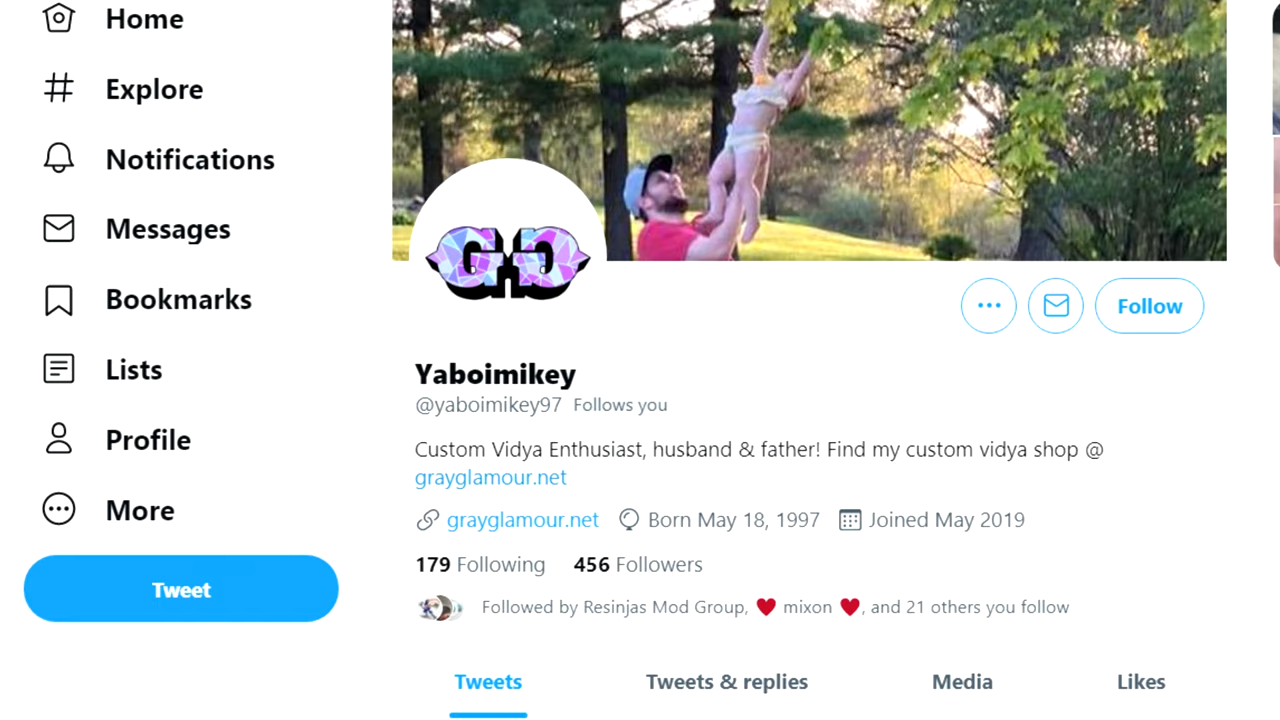 Home
Explore
Notifications
Messages
Bookmarks
Lists
Profile
More
Tweet
GG
Follow
Yaboimikey
@yaboimikey97 Follows you
Custom Vidya Enthusiast, husband & father! Find my custom vidya shop @
grayglamour.net
grayglamour.net Born May 18, 1997 Joined May 2019
179 Following 456 Followers
Followed by Resinjas Mod Group, ❤️ mixon ❤️, and 21 others you follow
Tweets Tweets & replies Media Likes